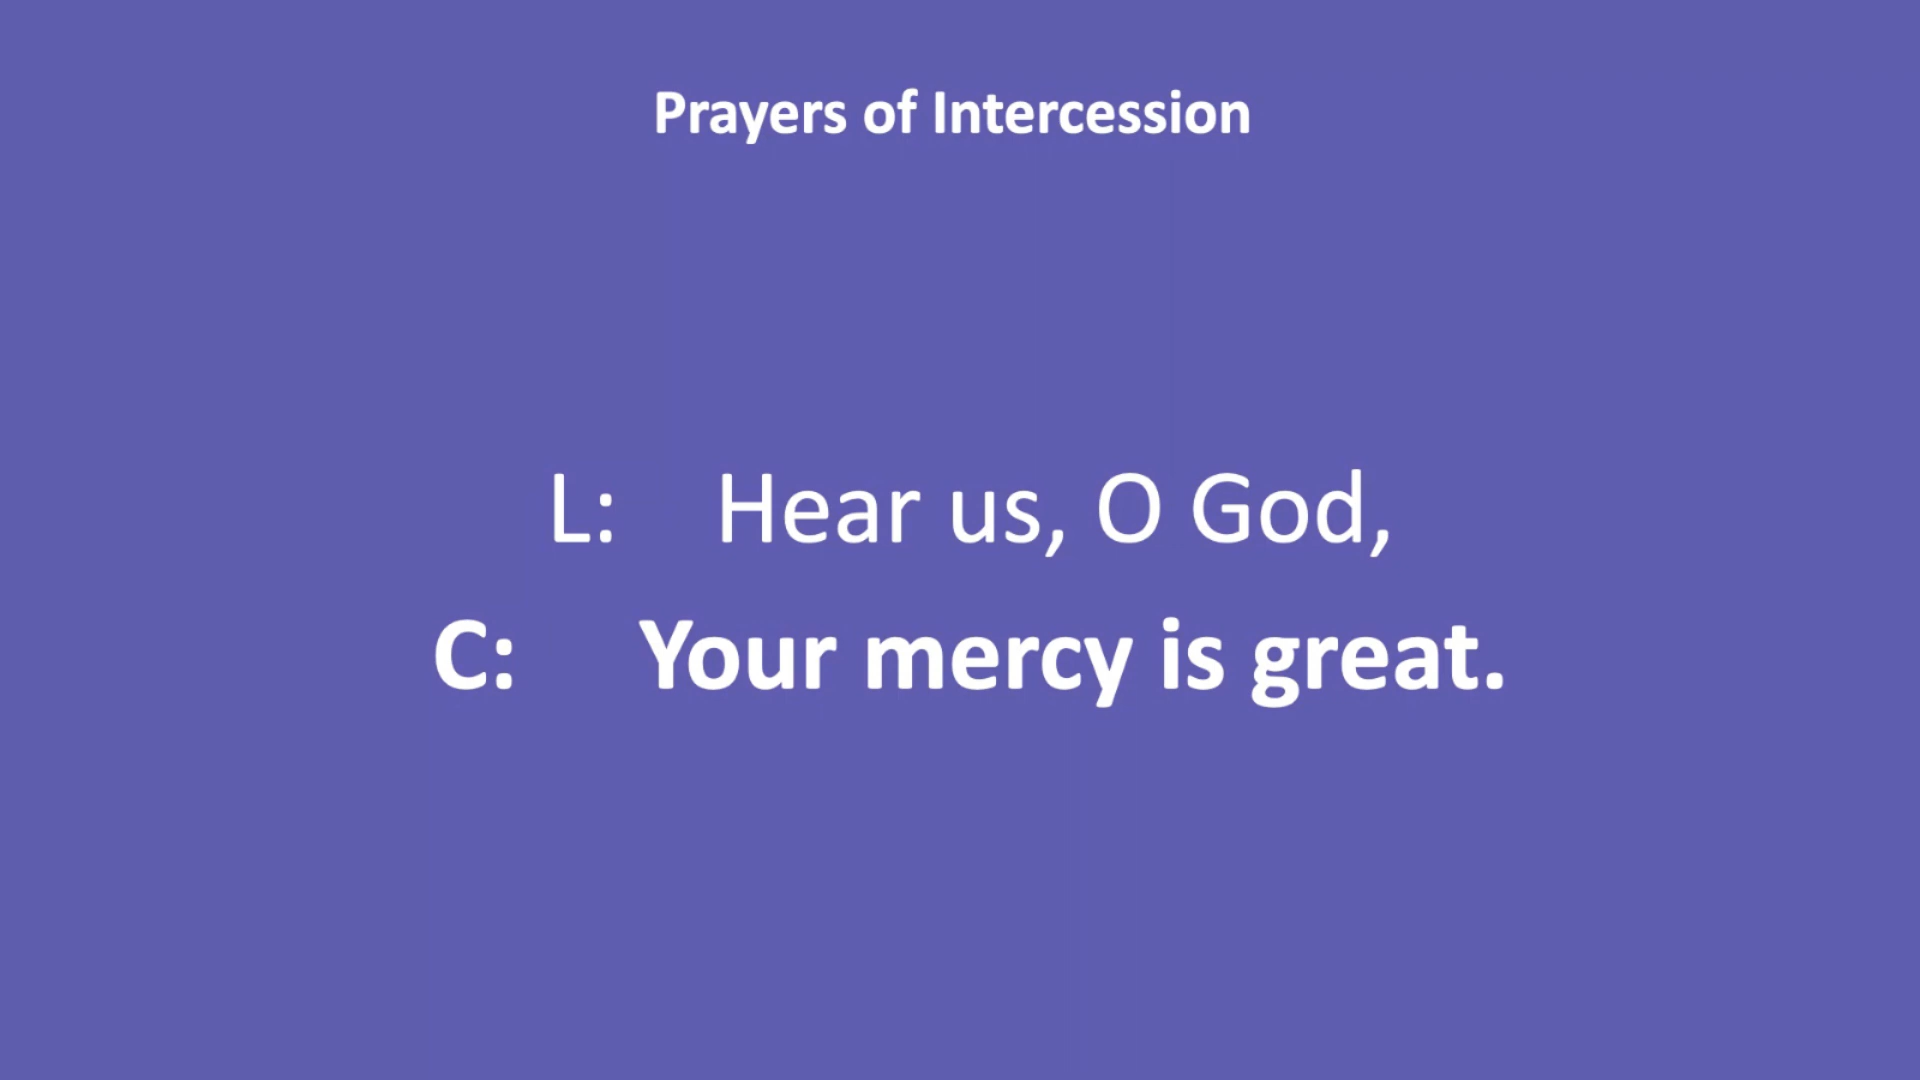 Prayers of Intercession
L: Hear us, O God,
C: Your mercy is great.